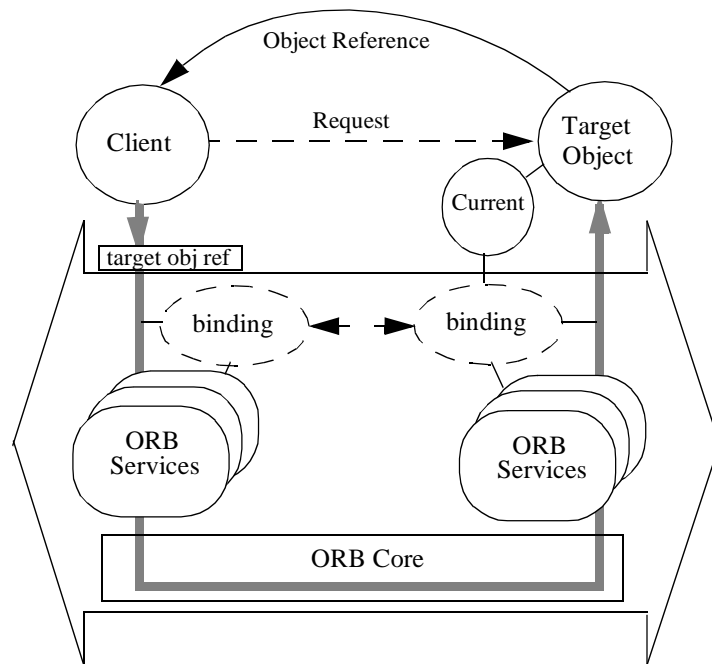 Object Reference
Request
Client
Target
Object
Current
target obj ref
binding
binding
ORB
Services
ORB
Services
ORB Core